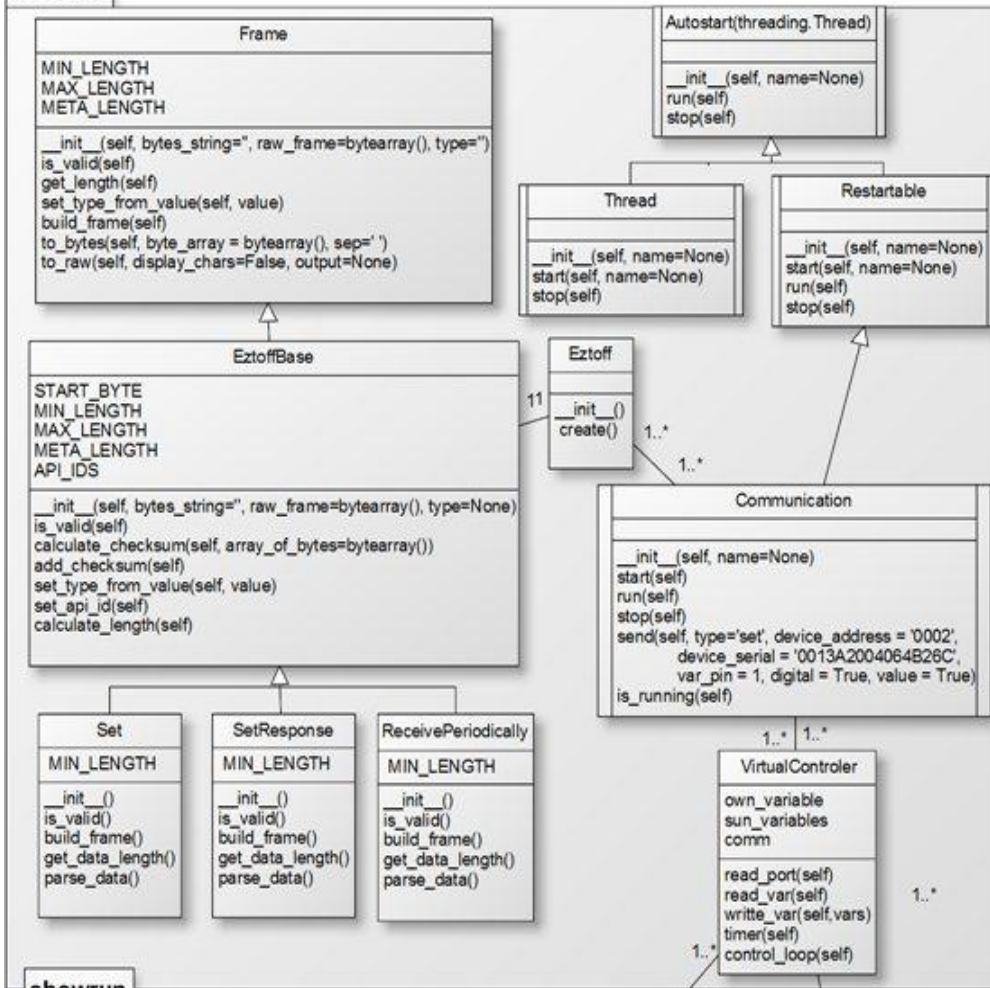 Frame
MIN_LENGTH
MAX_LENGTH
META_LENGTH
__init__(self, bytes_string='', raw_frame=bytearray(), type='')
is_valid(self)
get_length(self)
set_type_from_value(self, value)
build_frame(self)
to_bytes(self, byte_array = bytearray(), sep=' ')
to_raw(self, display_chars=False, output=None)
Autostart(threading.Thread)
__init__(self, name=None)
run(self)
stop(self)
Thread
__init__(self, name=None)
start(self, name=None)
stop(self)
Restartable
__init__(self, name=None)
start(self, name=None)
run(self)
stop(self)
EztoffBase
START_BYTE
MIN_LENGTH
MAX_LENGTH
META_LENGTH
API_IDS
__init__(self, bytes_string='', raw_frame=bytearray(), type=None)
is_valid(self)
calculate_checksum(self, array_of_bytes=bytearray())
add_checksum(self)
set_type_from_value(self, value)
set_api_id(self)
calculate_length(self)
11
Eztoff
__init__()
create()
1..*
1..*
Communication
__init__(self, name=None)
start(self)
run(self)
stop(self)
send(self, type='set', device_address = '0002',
device_serial = '0013A2004064B26C',
var_pin = 1, digital = True, value = True)
is_running(self)
Set
MIN_LENGTH
__init__()
is_valid()
build_frame()
get_data_length()
parse_data()
SetResponse
MIN_LENGTH
__init__()
is_valid()
build_frame()
get_data_length()
parse_data()
ReceivePeriodically
MIN_LENGTH
__init__()
is_valid()
build_frame()
get_data_length()
parse_data()
1..*
1..*
VirtualControler
own_variable
sun_variables
comm
read_port(self)
read_var(self)
writte_var(self,vars)
timer(self)
control_loop(self)
1..*
1..*